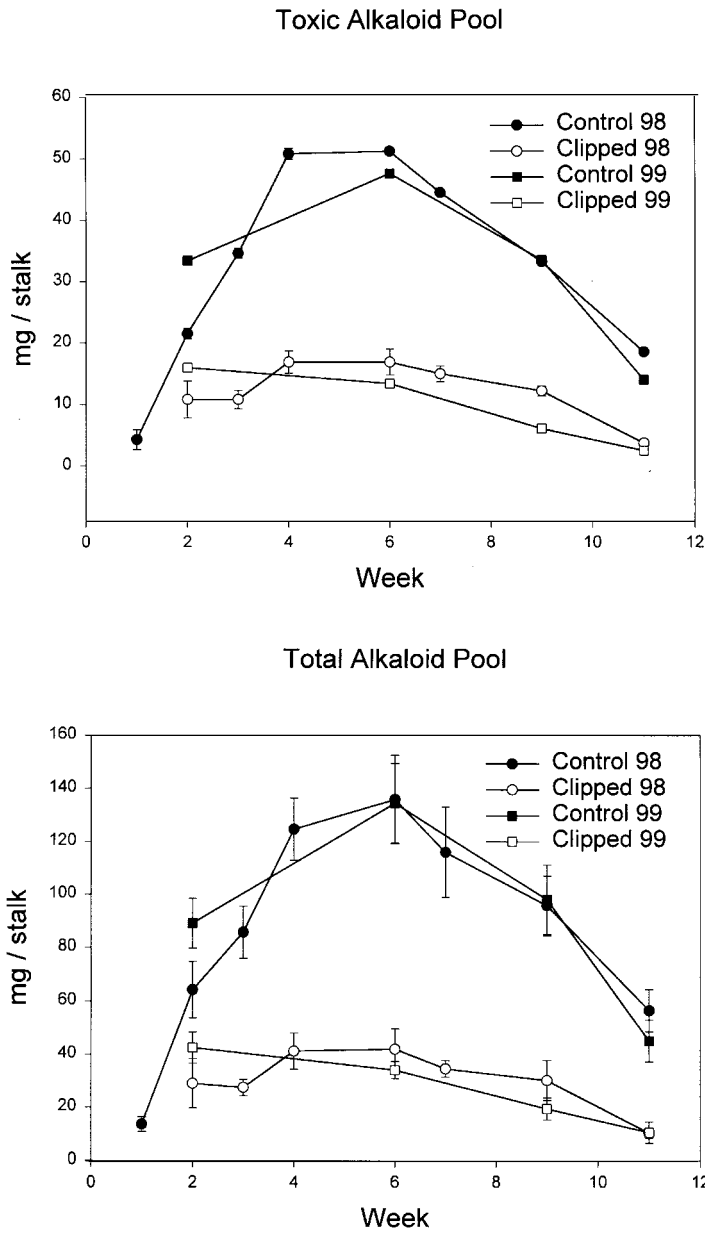 Toxic Alkaloid Pool
60
50
40
30
20
10
0
mg / stalk
Control 98
Clipped 98
Control 99
Clipped 99
0 2 4 6 8 10 12
Week
Total Alkaloid Pool
160
140
120
100
80
60
40
20
0
mg / stalk
Control 98
Clipped 98
Control 99
Clipped 99
0 2 4 6 8 10 12
Week